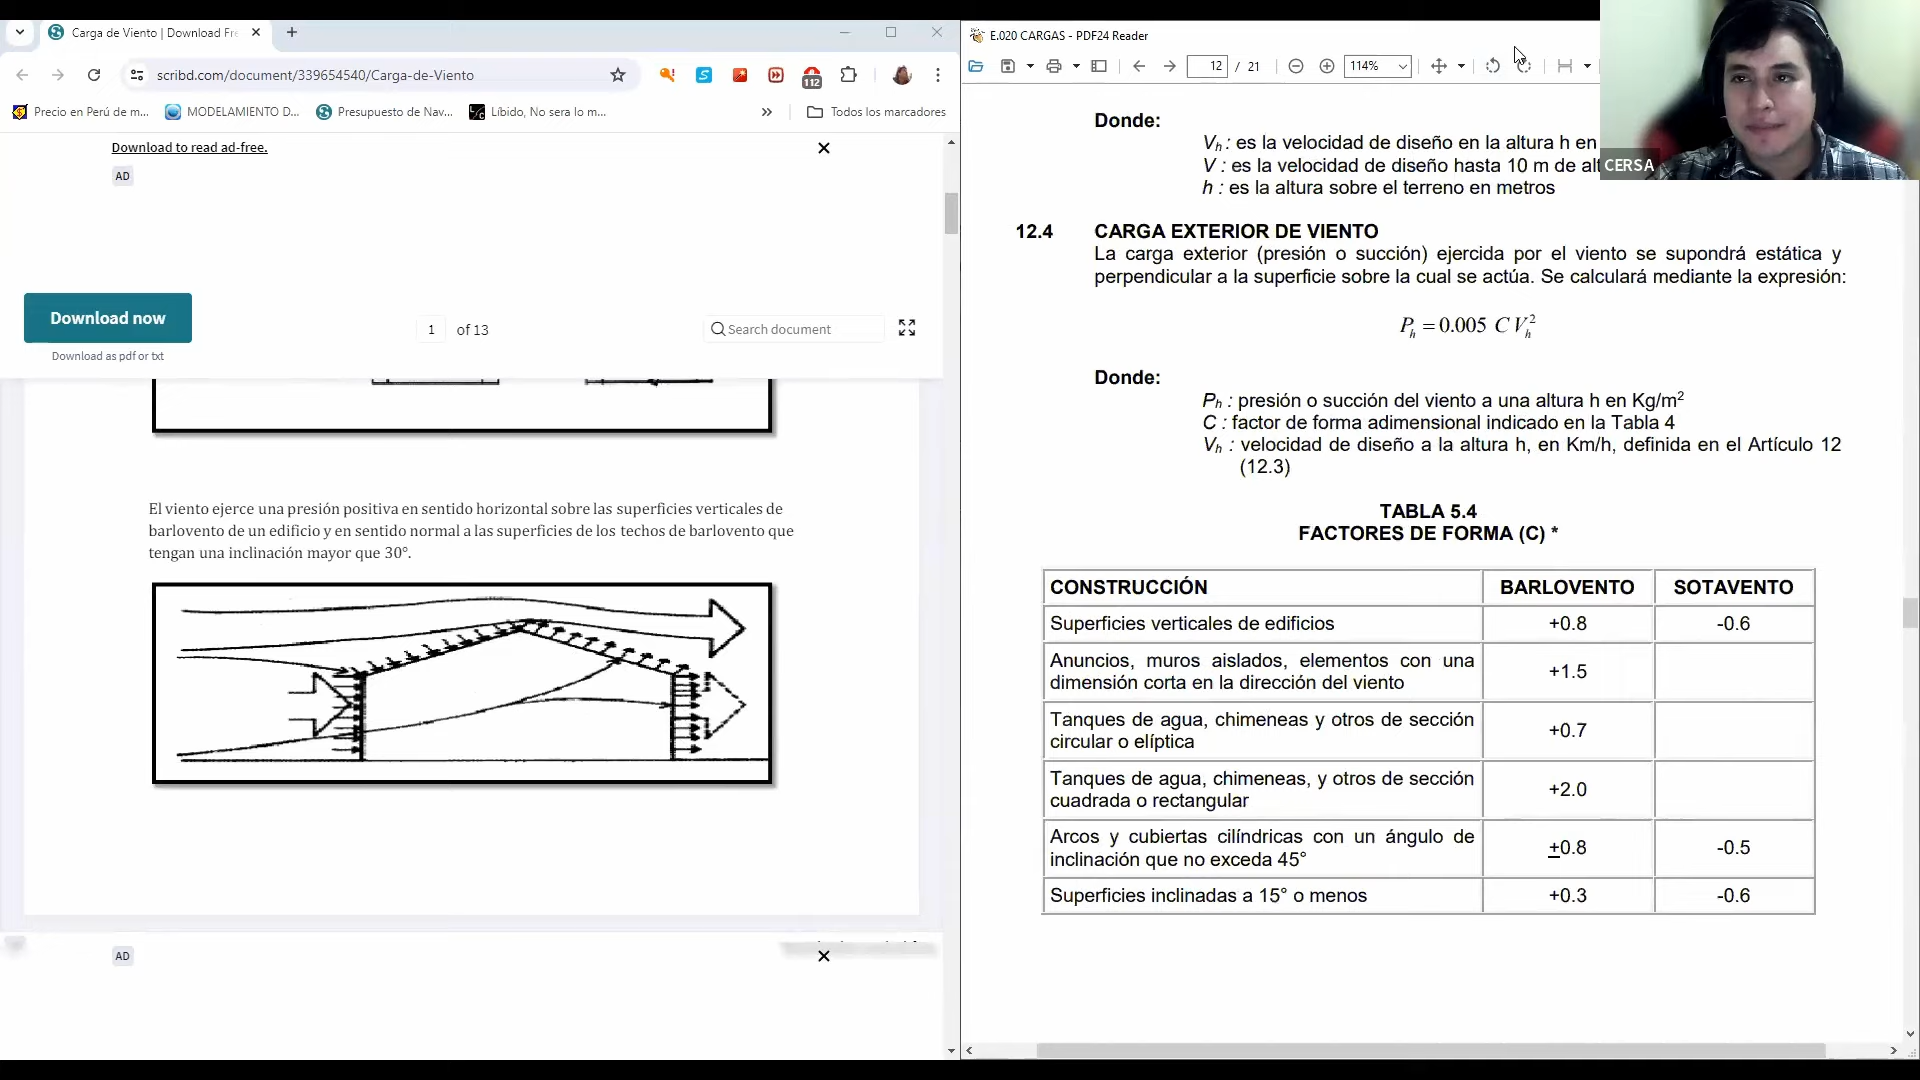 Carga de Viento | Download Fre
scribd.com/document/339654540/Carga-de-Viento
112
Precio en Perú de m...
MODELAMIENTO D...
Presupuesto de Nav...
Líbido, No sera lo m...
Todos los marcadores
Download to read ad-free.
AD
Download now
Download as pdf or txt
1 of 13
Search document
El viento ejerce una presión positiva en sentido horizontal sobre las superficies verticales de
barlovento de un edificio y en sentido normal a las superficies de los techos de barlovento que
tengan una inclinación mayor que 30°.
AD
E.020 CARGAS - PDF24 Reader
12 / 21
114%
CERSA
Donde:
Vh : es la velocidad de diseño en la altura h en
V : es la velocidad de diseño hasta 10 m de
h : es la altura sobre el terreno en metros
12.4 CARGA EXTERIOR DE VIENTO
La carga exterior (presión o succión) ejercida por el viento se supondrá estática y
perpendicular a la superficie sobre la cual se actúa. Se calculará mediante la expresión:
Ph = 0.005 C Vh²
Donde:
Ph : presión o succión del viento a una altura h en Kg/m²
C : factor de forma adimensional indicado en la Tabla 4
Vh : velocidad de diseño a la altura h, en Km/h, definida en el Artículo 12
(12.3)
TABLA 5.4
FACTORES DE FORMA (C) *
CONSTRUCCIÓN BARLOVENTO SOTAVENTO
Superficies verticales de edificios +0.8 -0.6
Anuncios, muros aislados, elementos con una
dimensión corta en la dirección del viento +1.5
Tanques de agua, chimeneas y otros de sección
circular o elíptica +0.7
Tanques de agua, chimeneas, y otros de sección
cuadrada o rectangular +2.0
Arcos y cubiertas cilíndricas con un ángulo de
inclinación que no exceda 45° ±0.8 -0.5
Superficies inclinadas a 15° o menos +0.3 -0.6